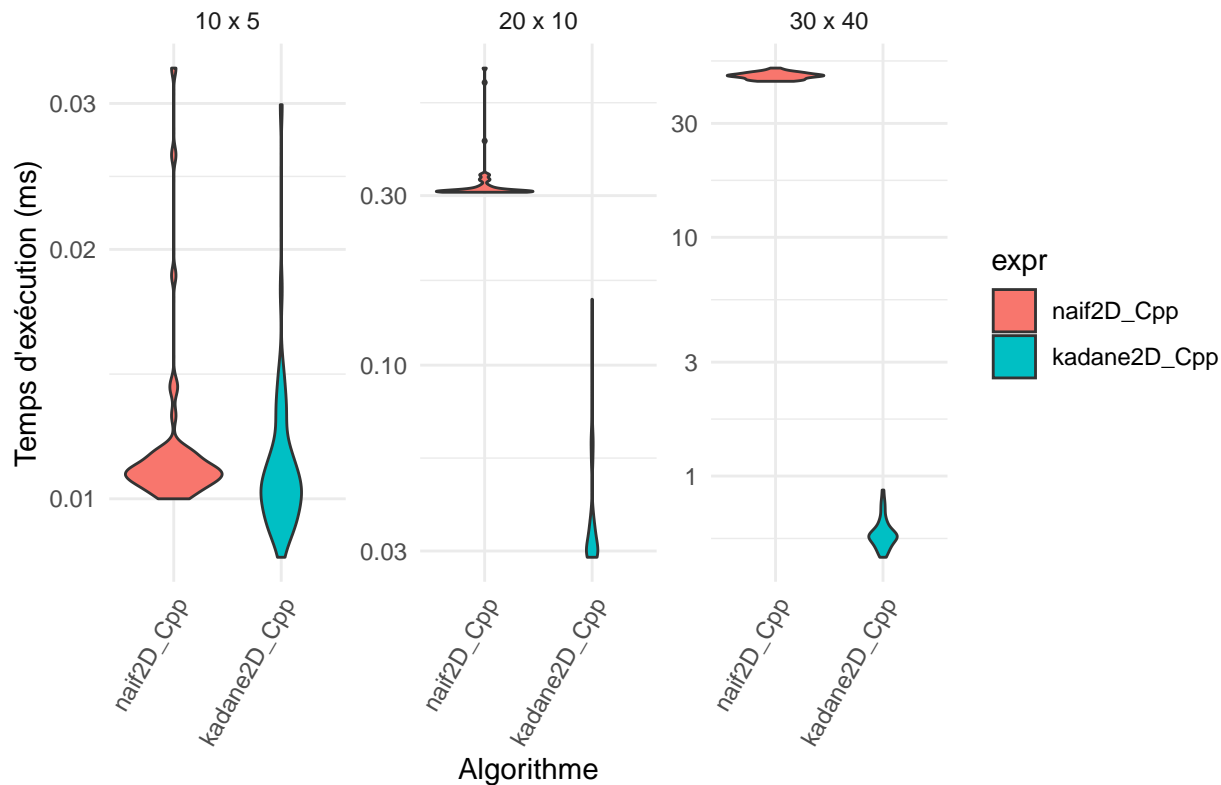 10 x 5
20 x 10
30 x 40
Temps d'exécution (ms)
0.03
0.02
0.01
0.30
0.10
0.03
30
10
3
1
naif2D_Cpp
kadane2D_Cpp
naif2D_Cpp
kadane2D_Cpp
naif2D_Cpp
kadane2D_Cpp
Algorithme
expr
naif2D_Cpp
kadane2D_Cpp